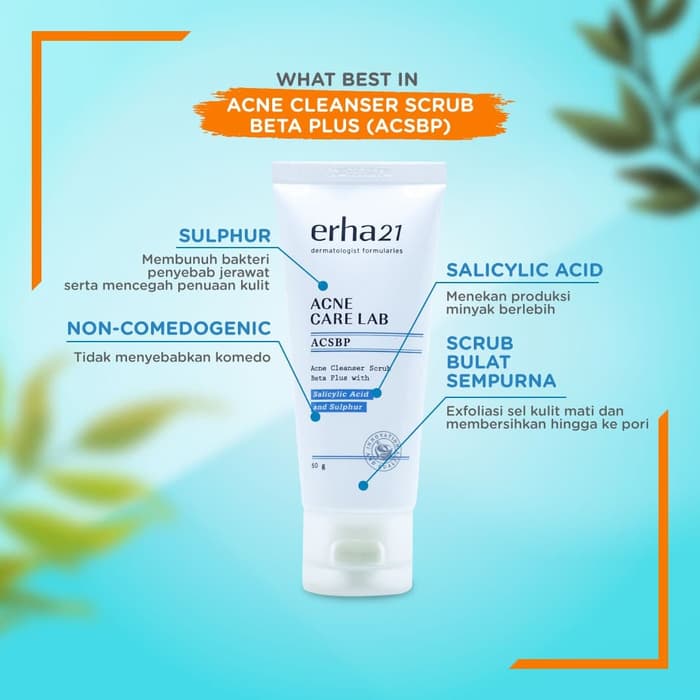 WHAT BEST IN
ACNE CLEANSER SCRUB
BETA PLUS (ACSBP)
erha21
dermatologist formularies
SULPHUR
Membunuh bakteri
penyebab jerawat
serta mencegah penuaan kulit
NON-COMEDOGENIC
Tidak menyebabkan komedo
ACNE
CARE LAB
ACSBP
Acne Cleanser Scrub
Beta Plus with
Salicylic Acid
and Sulphur
50 g
SALICYLIC ACID
Menekan produksi
minyak berlebih
SCRUB
BULAT
SEMPURNA
Exfoliasi sel kulit mati dan
membersihkan hingga ke pori